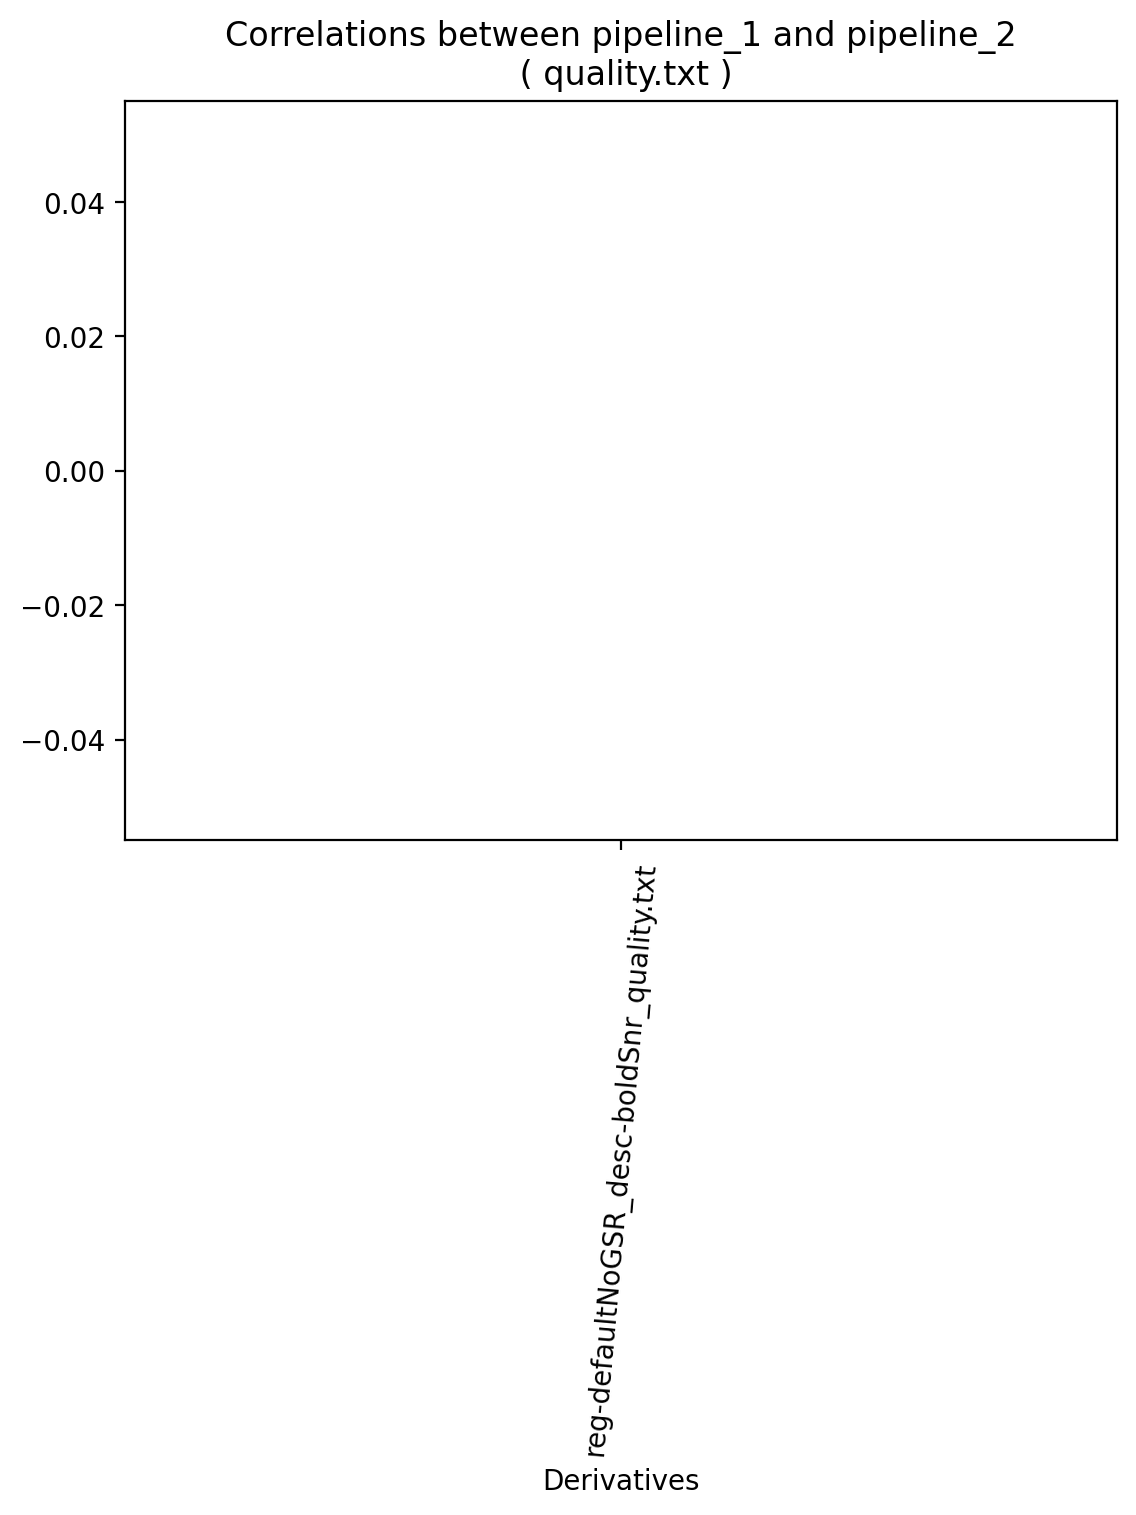 Correlations between pipeline_1 and pipeline_2
( quality.txt )
0.04
0.02
0.00
−0.02
−0.04
reg-defaultNoGSR_desc-boldSnr_quality.txt
Derivatives